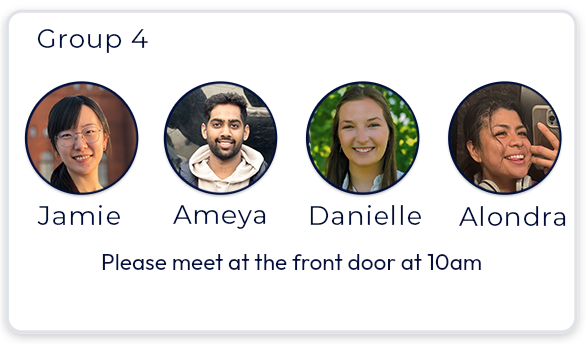 Group 4
Jamie Ameya Danielle Alondra
Please meet at the front door at 10am